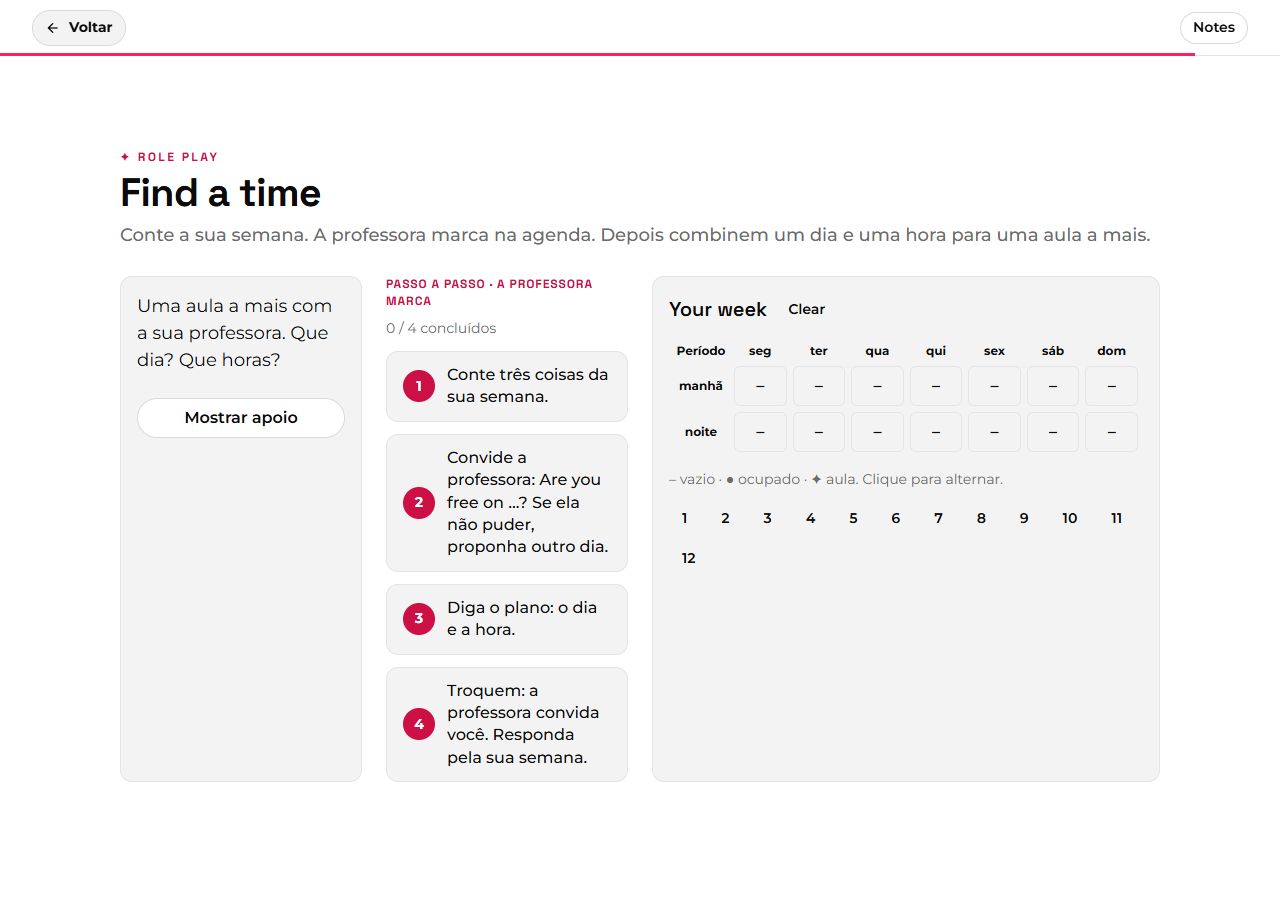 ← Voltar
Notes
✦ ROLE PLAY
Find a time
Conte a sua semana. A professora marca na agenda. Depois combinem um dia e uma hora para uma aula a mais.
Uma aula a mais com
a sua professora. Que
dia? Que horas?
Mostrar apoio
PASSO A PASSO · A PROFESSORA
MARCA
0 / 4 concluídos
1
Conte três coisas da
sua semana.
2
Convide a
professora: Are you
free on ...? Se ela
não puder,
proponha outro dia.
3
Diga o plano: o dia
e a hora.
4
Troquem: a
professora convida
você. Responda
pela sua semana.
Your week Clear
Período seg ter qua qui sex sáb dom
manhã – – – – – – –
noite – – – – – – –
– vazio · ● ocupado · ✦ aula. Clique para alternar.
1 2 3 4 5 6 7 8 9 10 11
12